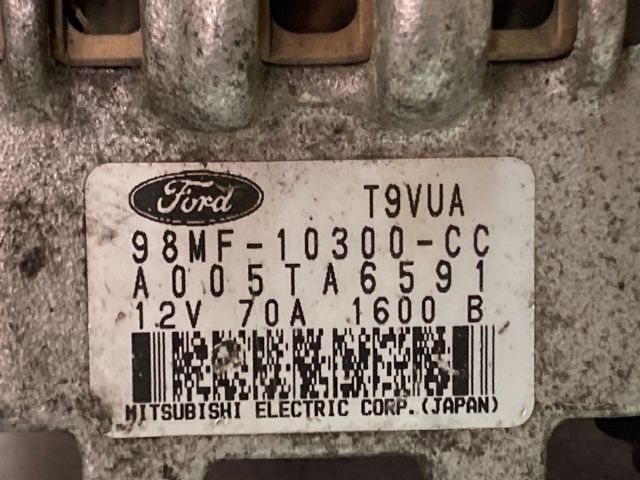 Ford T9VUA
98MF-10300-CC
A005TA6591
12V 70A 1600 B
MITSUBISHI ELECTRIC CORP.(JAPAN)